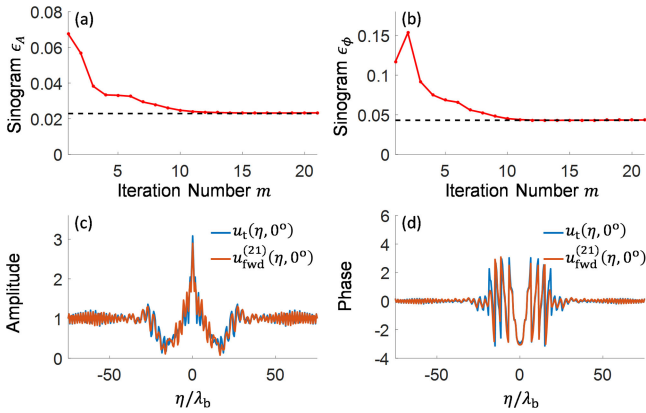 (a)
0.08
0.06
0.04
0.02
0
Sinogram ϵ_A
5 10 15 20
Iteration Number m
(b)
0.15
0.10
0.05
0
Sinogram ϵ_ϕ
5 10 15 20
Iteration Number m
(c)
u_t(η, 0°)
u_fwd^(21)(η, 0°)
3
2
1
0
Amplitude
-50 0 50
η/λ_b
(d)
u_t(η, 0°)
u_fwd^(21)(η, 0°)
4
2
0
-2
-4
Phase
-50 0 50
η/λ_b